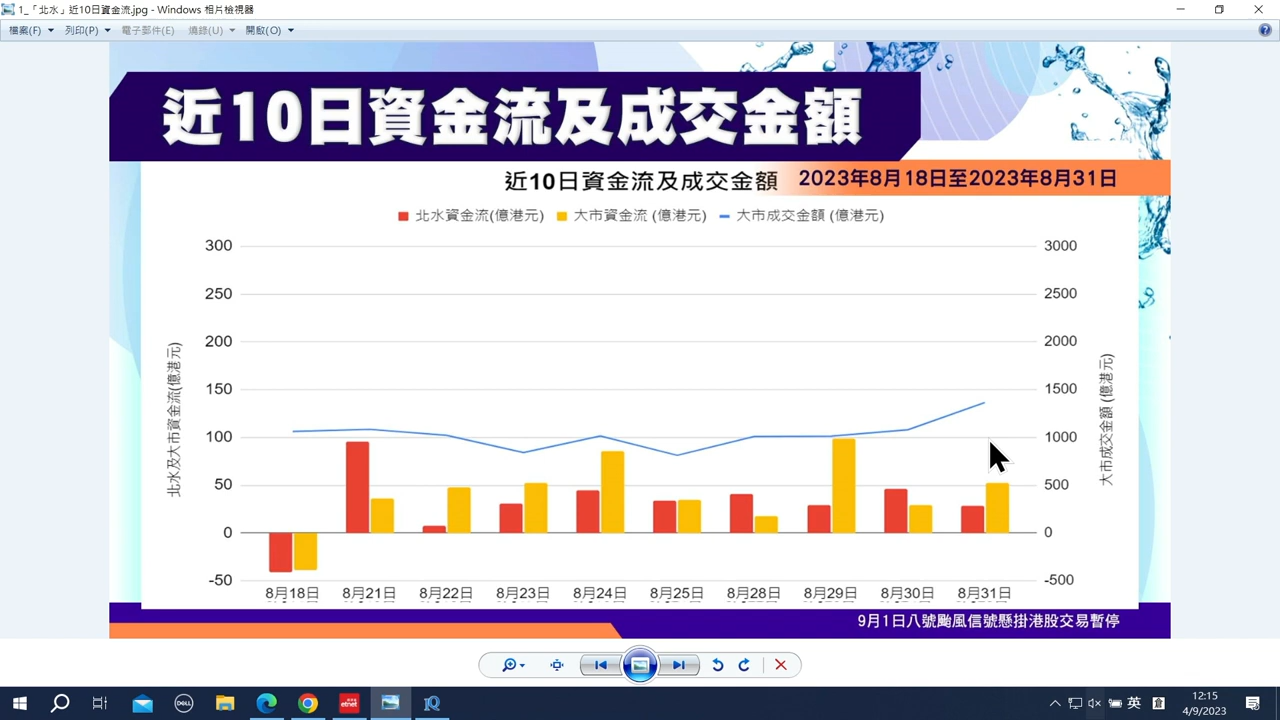 1_「北水」近10日資金流.jpg - Windows 相片檢視器
檔案(F) 列印(P) 電子郵件(E) 燒錄(U) 開啟(O)
近10日資金流及成交金額
近10日資金流及成交金額 2023年8月18日至2023年8月31日
北水資金流(億港元) 大市資金流 (億港元) 大市成交金額 (億港元)
300 3000
250 2500
200 2000
150 1500
100 1000
50 500
0 0
-50 -500
北水及大市資金流(億港元)
大市成交金額 (億港元)
8月18日 8月21日 8月22日 8月23日 8月24日 8月25日 8月28日 8月29日 8月30日 8月31日
9月1日八號颱風信號懸掛港股交易暫停
DELL
etnet
IQ
英
12:15
4/9/2023